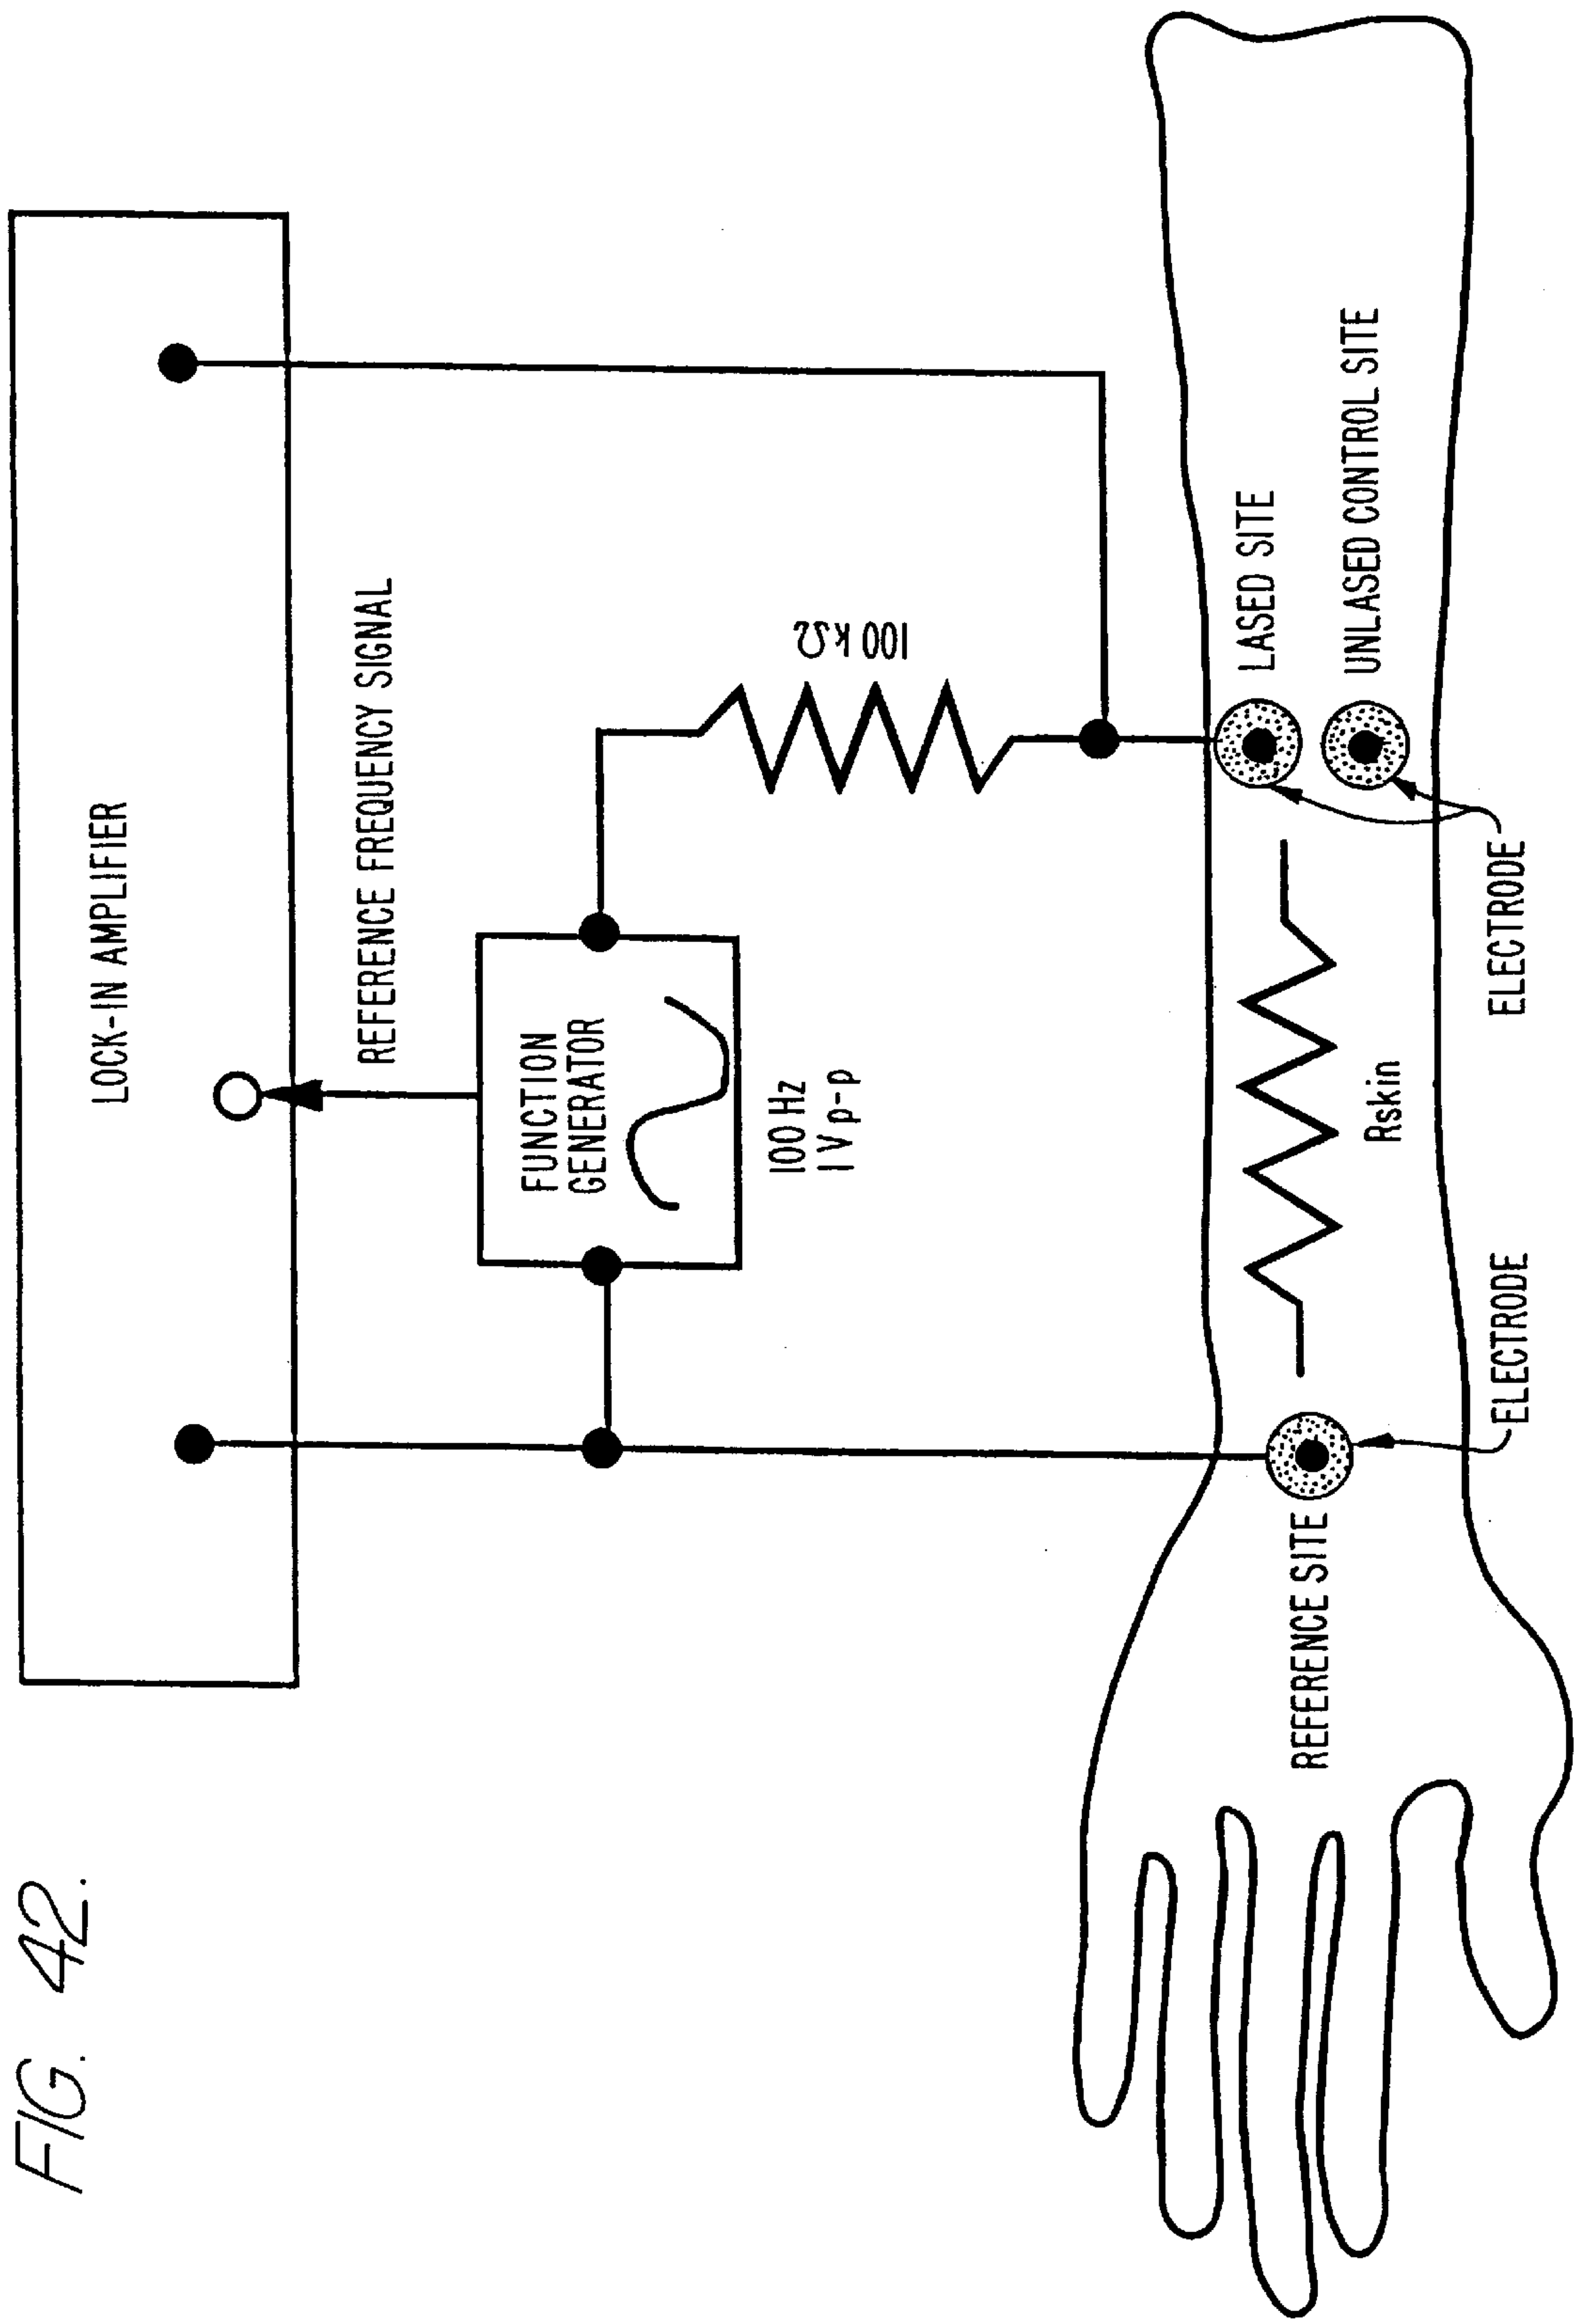 FIG. 42.
LOCK-IN AMPLIFIER
REFERENCE FREQUENCY SIGNAL
FUNCTION
GENERATOR
100 Hz
1 V p-p
100 kΩ
LASED SITE
UNLASED CONTROL SITE
Rskin
REFERENCE SITE
ELECTRODE
ELECTRODE